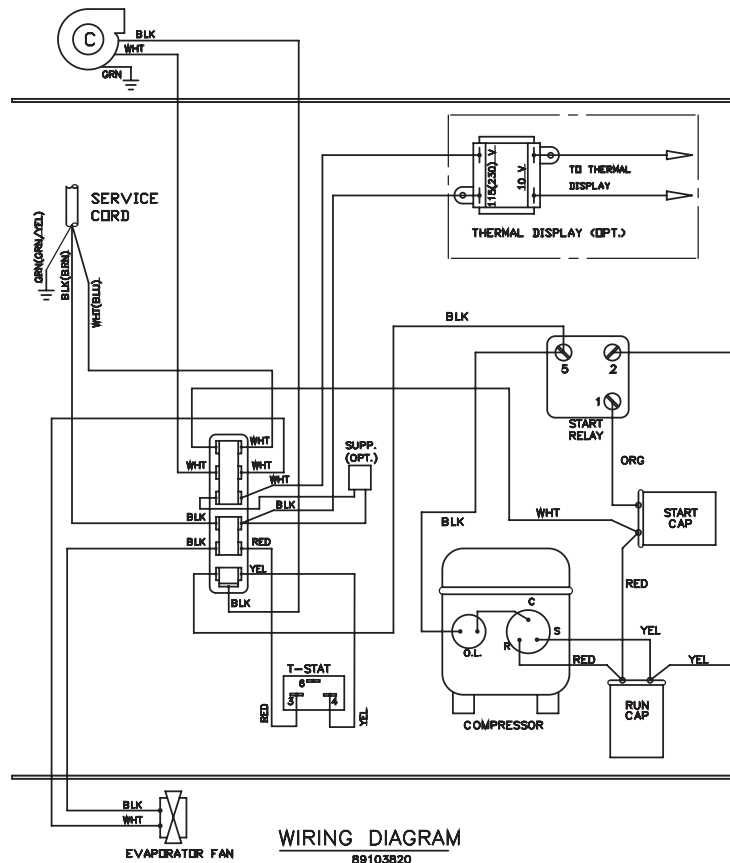 C
BLK
WHT
GRN
SERVICE
CORD
GRN(GRN/YEL)
BLK(BRN)
WHT(BLU)
115(230) V
10 V
TO THERMAL
DISPLAY
THERMAL DISPLAY (OPT.)
BLK
5
2
1
START
RELAY
ORG
WHT
WHT
WHT
WHT
SUPP.
(OPT.)
BLK
BLK
BLK
RED
YEL
BLK
BLK
WHT
START
CAP
RED
C
S
R
O.L.
YEL
RED
YEL
RUN
CAP
COMPRESSOR
T-STAT
6
3
4
RED
YEL
BLK
WHT
EVAPORATOR FAN
WIRING DIAGRAM
89103820